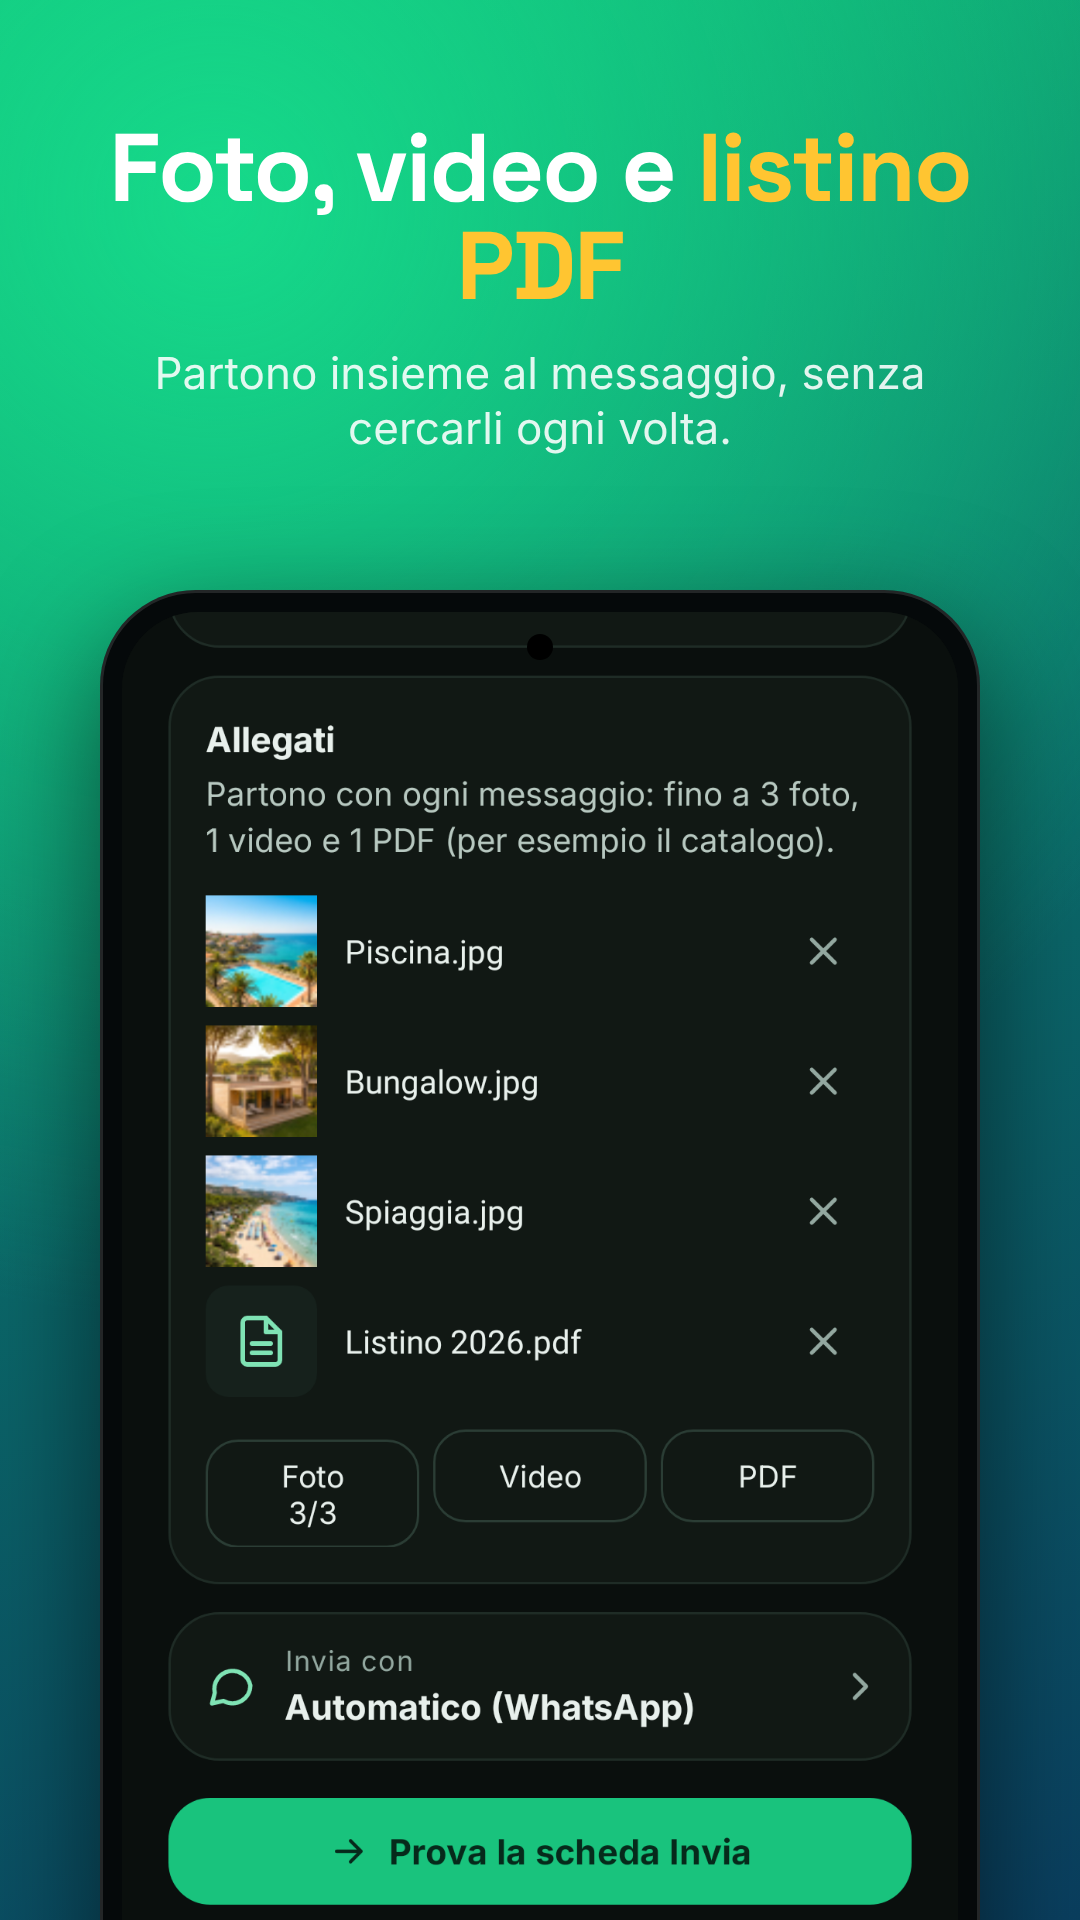 Foto, video e listino
PDF
Partono insieme al messaggio, senza
cercarli ogni volta.
Allegati
Partono con ogni messaggio: fino a 3 foto,
1 video e 1 PDF (per esempio il catalogo).
Piscina.jpg
Bungalow.jpg
Spiaggia.jpg
Listino 2026.pdf
Foto
3/3
Video
PDF
Invia con
Automatico (WhatsApp)
Prova la scheda Invia